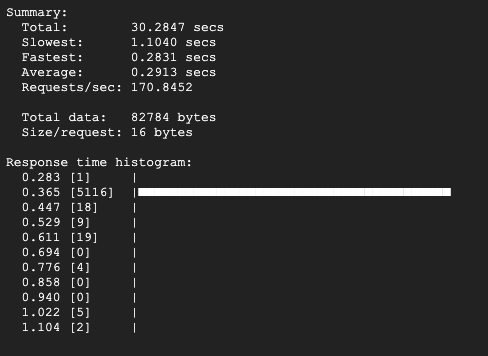 Summary:
Total: 30.2847 secs
Slowest: 1.1040 secs
Fastest: 0.2831 secs
Average: 0.2913 secs
Requests/sec: 170.8452
Total data: 82784 bytes
Size/request: 16 bytes
Response time histogram:
0.283 [1] |
0.365 [5116] |■■■■■■■■■■■■■■■■■■■■■■■■■■■■■■■■■■■■■■■■
0.447 [18] |
0.529 [9] |
0.611 [19] |
0.694 [0] |
0.776 [4] |
0.858 [0] |
0.940 [0] |
1.022 [5] |
1.104 [2] |